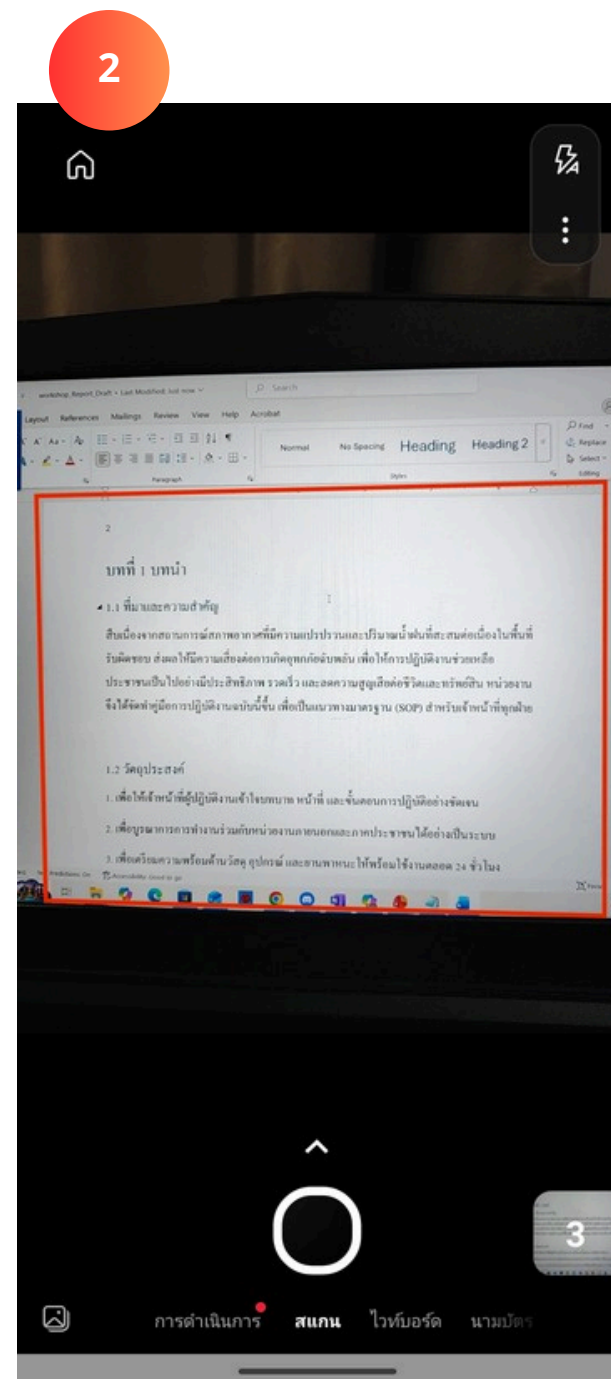 2
workshop_Report_Draft • Last Modified: Just now
Search
Layout References Mailings Review View Help Acrobat
Find
Replace
Select
Normal No Spacing Heading Heading 2
Paragraph Styles Editing
2
บทที่ 1 บทนำ
1.1 ที่มาและความสำคัญ
สืบเนื่องจากสถานการณ์สภาพอากาศที่มีความแปรปรวนและปริมาณน้ำฝนที่สะสมต่อเนื่องในพื้นที่
รับผิดชอบ ส่งผลให้มีความเสี่ยงต่อการเกิดอุทกภัยฉับพลัน เพื่อให้การปฏิบัติงานช่วยเหลือ
ประชาชนเป็นไปอย่างมีประสิทธิภาพ รวดเร็ว และลดความสูญเสียต่อชีวิตและทรัพย์สิน หน่วยงาน
จึงได้จัดทำคู่มือการปฏิบัติงานฉบับนี้ขึ้น เพื่อเป็นแนวทางมาตรฐาน (SOP) สำหรับเจ้าหน้าที่ทุกฝ่าย
1.2 วัตถุประสงค์
1. เพื่อให้เจ้าหน้าที่ผู้ปฏิบัติงานเข้าใจบทบาท หน้าที่ และขั้นตอนการปฏิบัติอย่างชัดเจน
2. เพื่อบูรณาการการทำงานร่วมกับหน่วยงานภายนอกและภาคประชาชนได้อย่างเป็นระบบ
3. เพื่อเตรียมความพร้อมด้านวัสดุ อุปกรณ์ และยานพาหนะให้พร้อมใช้งานตลอด 24 ชั่วโมง
Predictions: On Accessibility: Good to go Focus
3
การดำเนินการ สแกน ไวท์บอร์ด นามบัตร